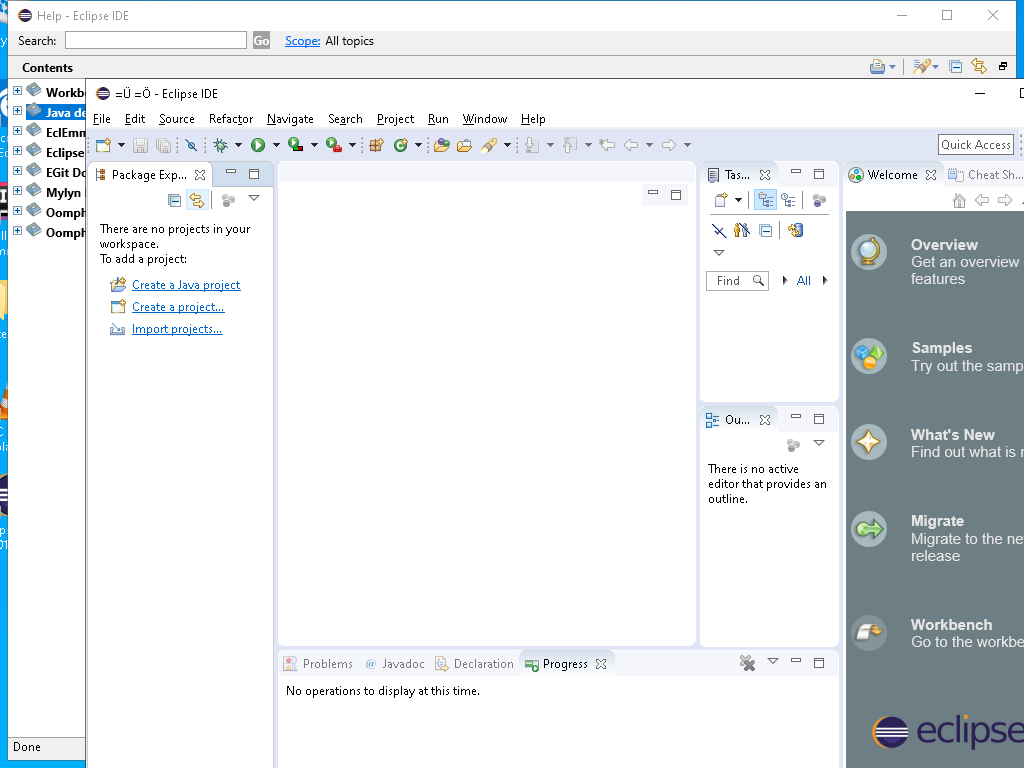 Help - Eclipse IDE
Search:
Go
Scope:
All topics
Contents
Java de
EclEmm
Eclipse
EGit D
Mylyn
Oomph
Oomph
=Ü =Ö - Eclipse IDE
File Edit Source Refactor Navigate Search Project Run Window Help
Quick Access
Package Exp...
There are no projects in your
workspace.
To add a project:
Create a Java project
Create a project...
Import projects...
Tas...
Find
All
Ou...
There is no active
editor that provides an
outline.
Welcome
Cheat Sh...
Overview
Get an overview
features
Samples
Try out the samp
What's New
Find out what is
Migrate
Migrate to the ne
release
Workbench
Go to the workbe
eclipse
Problems
Javadoc
Declaration
Progress
No operations to display at this time.
Done